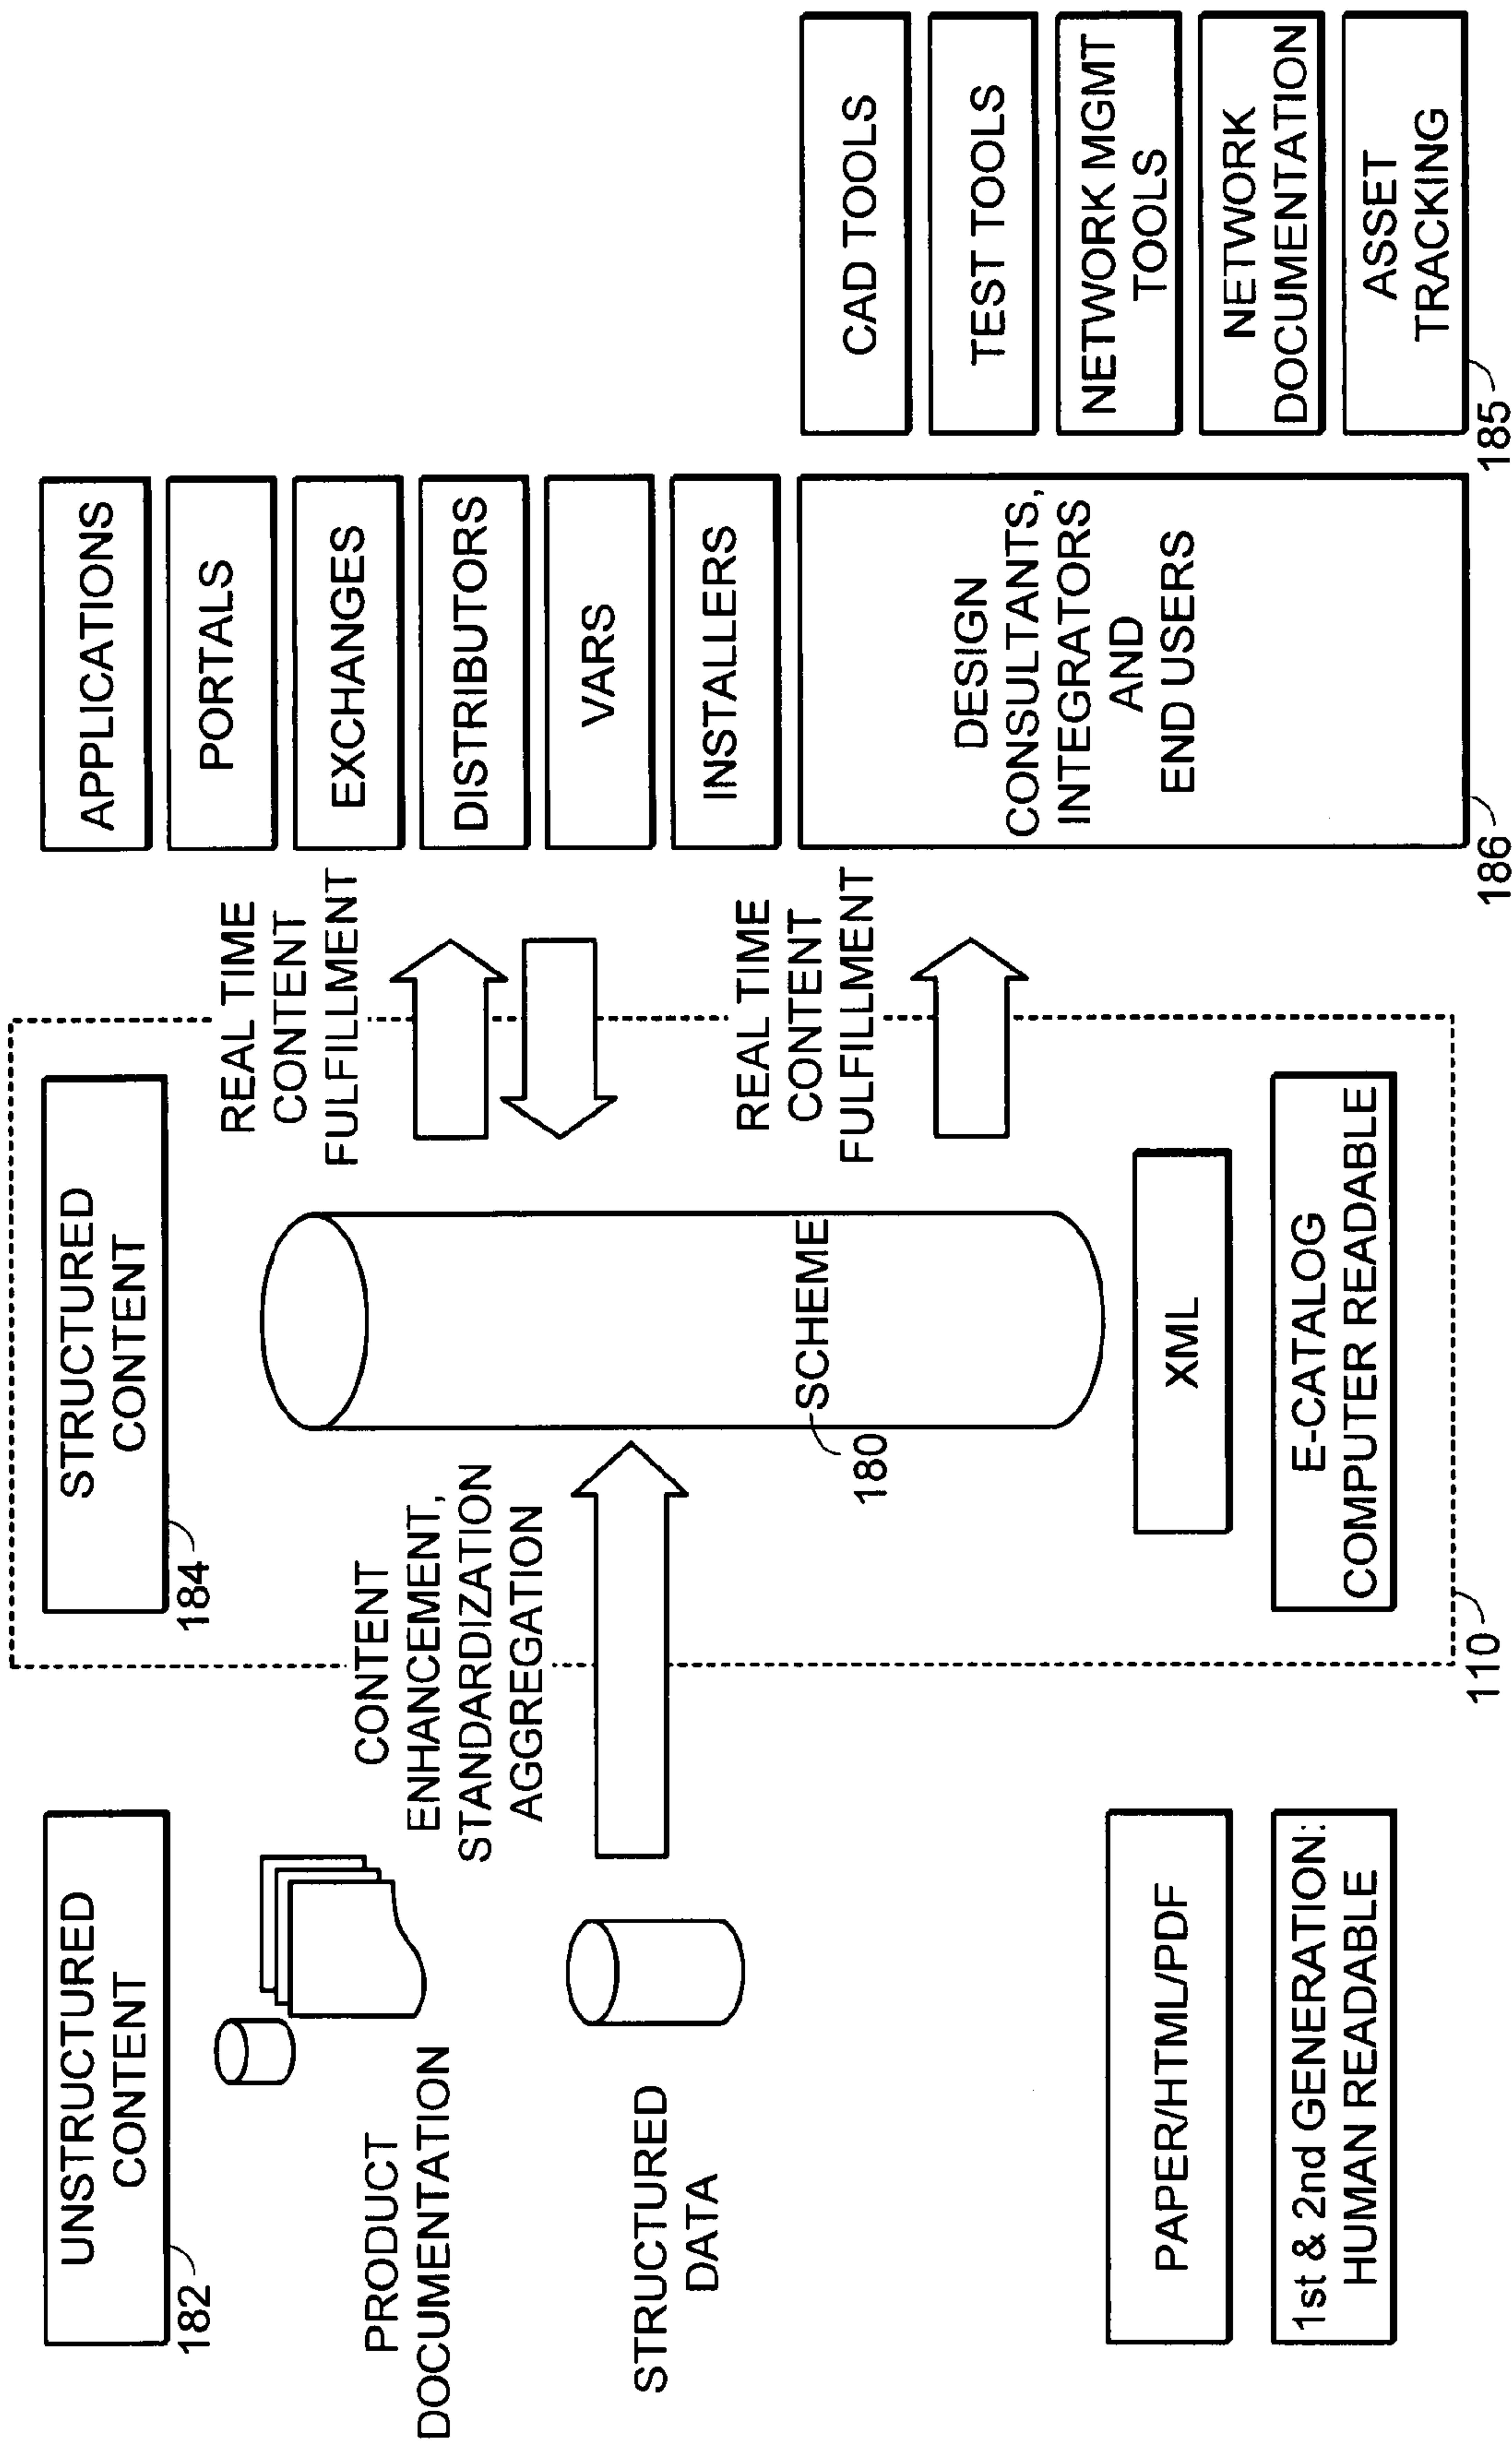 UNSTRUCTURED
CONTENT
182
PRODUCT
DOCUMENTATION
STRUCTURED
DATA
PAPER/HTML/PDF
1st & 2nd GENERATION:
HUMAN READABLE
CONTENT
ENHANCEMENT,
STANDARDIZATION
AGGREGATION
STRUCTURED
CONTENT
184
SCHEME
180
XML
E-CATALOG
COMPUTER READABLE
110
REAL TIME
CONTENT
FULFILLMENT
REAL TIME
CONTENT
FULFILLMENT
APPLICATIONS
PORTALS
EXCHANGES
DISTRIBUTORS
VARS
INSTALLERS
DESIGN
CONSULTANTS,
INTEGRATORS
AND
END USERS
186
CAD TOOLS
TEST TOOLS
NETWORK MGMT
TOOLS
NETWORK
DOCUMENTATION
ASSET
TRACKING
185